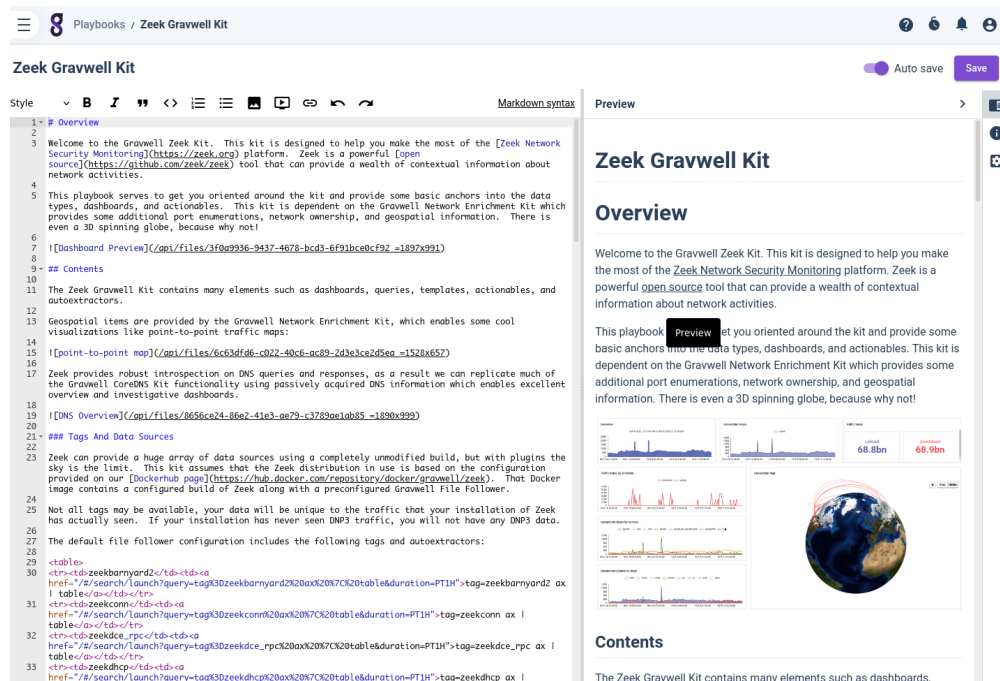 Playbooks / Zeek Gravwell Kit
Zeek Gravwell Kit
Auto save
Save
Style
Markdown syntax
1 # Overview
2
3 Welcome to the Gravwell Zeek Kit.  This kit is designed to help you make the most of the [Zeek Network
Security Monitoring](https://zeek.org) platform.  Zeek is a powerful [open
source](https://github.com/zeek/zeek) tool that can provide a wealth of contextual information about
network activities.
4
5 This playbook serves to get you oriented around the kit and provide some basic anchors into the data
types, dashboards, and actionables.  This kit is dependent on the Gravwell Network Enrichment Kit which
provides some additional port enumerations, network ownership, and geospatial information.  There is
even a 3D spinning globe, because why not!
6
7 ![Dashboard Preview](/api/files/3f0a9936-9437-4678-bcd3-6f91bce0cf92 =1897x991)
8
9 ## Contents
10
11 The Zeek Gravwell Kit contains many elements such as dashboards, queries, templates, actionables, and
autoextractors.
12
13 Geospatial items are provided by the Gravwell Network Enrichment Kit, which enables some cool
visualizations like point-to-point traffic maps:
14
15 ![point-to-point map](/api/files/6c63dfd6-c022-40c6-ac89-2d3e3ce2d5ea =1528x657)
16
17 Zeek provides robust introspection on DNS queries and responses, as a result we can replicate much of
the Gravwell CoreDNS Kit functionality using passively acquired DNS information which enables excellent
overview and investigative dashboards.
18
19 ![DNS Overview](/api/files/8656ce24-86e2-41e3-ae79-c3789ae1ab85 =1890x999)
20
21 ### Tags And Data Sources
22
23 Zeek can provide a huge array of data sources using a completely unmodified build, but with plugins the
sky is the limit.  This kit assumes that the Zeek distribution in use is based on the configuration
provided on our [Dockerhub page](https://hub.docker.com/repository/docker/gravwell/zeek).  That Docker
image contains a configured build of Zeek along with a preconfigured Gravwell File Follower.
24
25 Not all tags may be available, your data will be unique to the traffic that your installation of Zeek
has actually seen.  If your installation has never seen DNP3 traffic, you will not have any DNP3 data.
26
27 The default file follower configuration includes the following tags and autoextractors:
28
29 <table>
30 <tr><td>zeekbarnyard2</td><td><a
href="/#/search/launch?query=tag%3Dzeekbarnyard2%20ax%20%7C%20table&duration=PT1H">tag=zeekbarnyard2 ax
| table</a></td></tr>
31 <tr><td>zeekconn</td><td><a
href="/#/search/launch?query=tag%3Dzeekconn%20ax%20%7C%20table&duration=PT1H">tag=zeekconn ax |
table</a></td></tr>
32 <tr><td>zeekdce_rpc</td><td><a
href="/#/search/launch?query=tag%3Dzeekdce_rpc%20ax%20%7C%20table&duration=PT1H">tag=zeekdce_rpc ax |
table</a></td></tr>
33 <tr><td>zeekdhcp</td><td><a
href="/#/search/launch?query=tag%3Dzeekdhcp%20ax%20%7C%20table&duration=PT1H">tag=zeekdhcp ax |
Preview
Zeek Gravwell Kit
Overview
Welcome to the Gravwell Zeek Kit. This kit is designed to help you make
the most of the Zeek Network Security Monitoring platform. Zeek is a
powerful open source tool that can provide a wealth of contextual
information about network activities.
This playbook Preview et you oriented around the kit and provide some
basic anchors into the data types, dashboards, and actionables. This kit is
dependent on the Gravwell Network Enrichment Kit which provides some
additional port enumerations, network ownership, and geospatial
information. There is even a 3D spinning globe, because why not!
upload
download
68.8bn
68.9bn
Contents
The Zeek Gravwell Kit contains many elements such as dashboards,